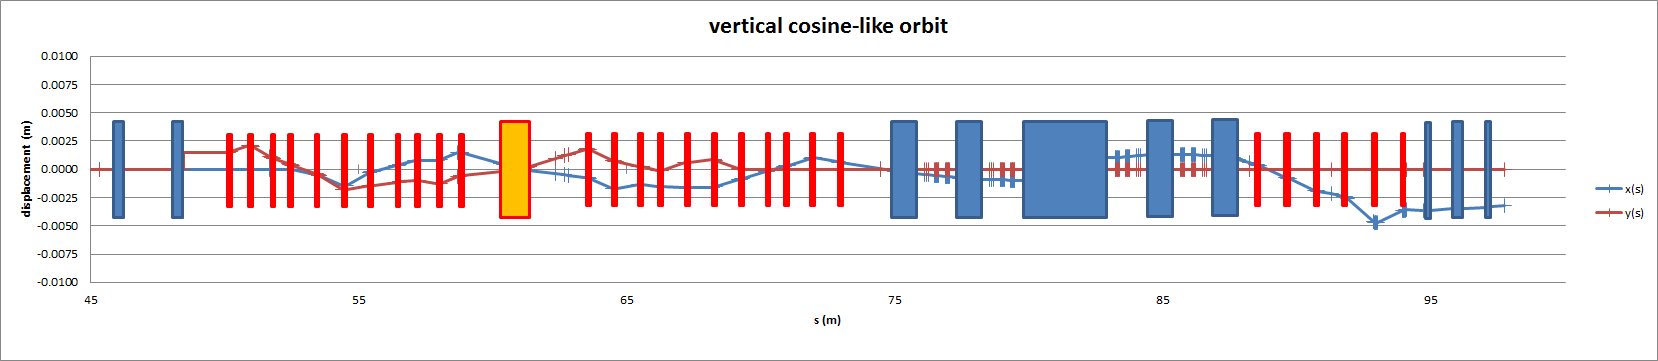 vertical cosine-like orbit
displacement (m)
0.0100
0.0075
0.0050
0.0025
0.0000
-0.0025
-0.0050
-0.0075
-0.0100
45 55 65 75 85 95
s (m)
x(s)
y(s)